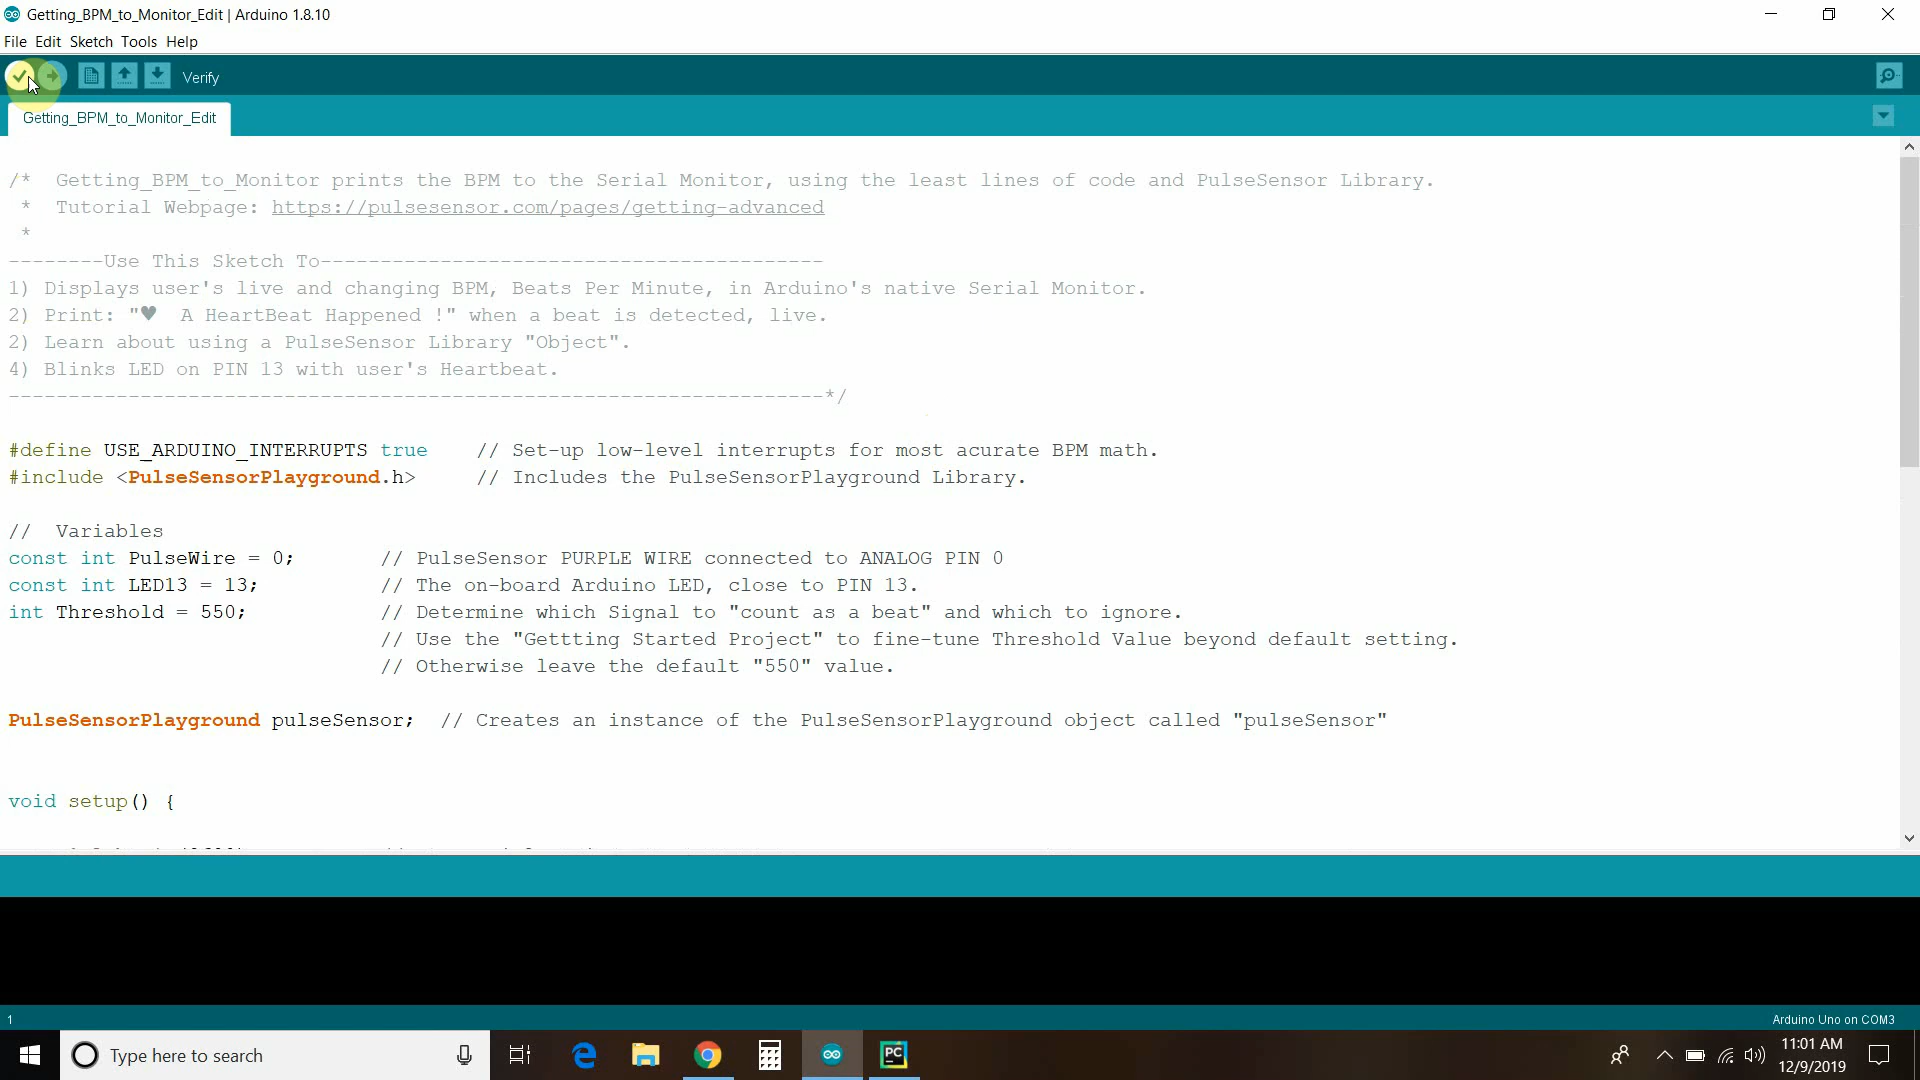 Getting_BPM_to_Monitor_Edit | Arduino 1.8.10
File Edit Sketch Tools Help
Verify
Getting_BPM_to_Monitor_Edit
/*  Getting_BPM_to_Monitor prints the BPM to the Serial Monitor, using the least lines of code and PulseSensor Library.
 *  Tutorial Webpage: https://pulsesensor.com/pages/getting-advanced
 *
--------Use This Sketch To------------------------------------------
1) Displays user's live and changing BPM, Beats Per Minute, in Arduino's native Serial Monitor.
2) Print: "♥  A HeartBeat Happened !" when a beat is detected, live.
2) Learn about using a PulseSensor Library "Object".
4) Blinks LED on PIN 13 with user's Heartbeat.
--------------------------------------------------------------------*/
#define USE_ARDUINO_INTERRUPTS true    // Set-up low-level interrupts for most acurate BPM math.
#include <PulseSensorPlayground.h>     // Includes the PulseSensorPlayground Library.
//  Variables
const int PulseWire = 0;       // PulseSensor PURPLE WIRE connected to ANALOG PIN 0
const int LED13 = 13;          // The on-board Arduino LED, close to PIN 13.
int Threshold = 550;           // Determine which Signal to "count as a beat" and which to ignore.
                               // Use the "Gettting Started Project" to fine-tune Threshold Value beyond default setting.
                               // Otherwise leave the default "550" value.
PulseSensorPlayground pulseSensor;  // Creates an instance of the PulseSensorPlayground object called "pulseSensor"
void setup() {
1
Arduino Uno on COM3
Type here to search
PC
11:01 AM
12/9/2019